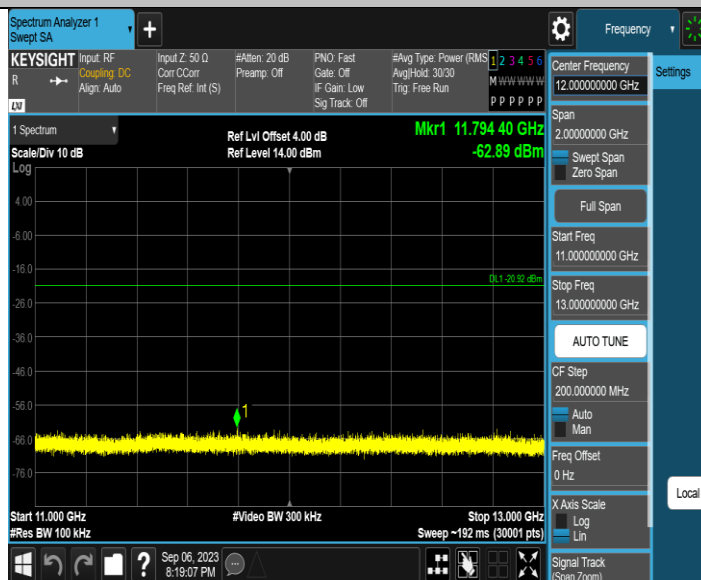 Spectrum Analyzer 1
Swept SA
+
Frequency
KEYSIGHT
R
LXI
Input: RF
Coupling: DC
Align: Auto
Input Z: 50 Ω
Corr CCorr
Freq Ref: Int (S)
#Atten: 20 dB
Preamp: Off
PNO: Fast
Gate: Off
IF Gain: Low
Sig Track: Off
#Avg Type: Power (RMS
Avg|Hold: 30/30
Trig: Free Run
1 2 3 4 5 6
M W W W W W
P P P P P P
1 Spectrum
Scale/Div 10 dB
Log
Ref Lvl Offset 4.00 dB
Ref Level 14.00 dBm
Mkr1 11.794 40 GHz
-62.89 dBm
4.00
-6.00
-16.0
-26.0
-36.0
-46.0
-56.0
-66.0
-76.0
DL1 -20.92 dBm
1
Start 11.000 GHz
#Res BW 100 kHz
#Video BW 300 kHz
Stop 13.000 GHz
Sweep ~192 ms (30001 pts)
?
Sep 06, 2023
8:19:07 PM
Center Frequency
12.000000000 GHz
Span
2.00000000 GHz
Swept Span
Zero Span
Full Span
Start Freq
11.000000000 GHz
Stop Freq
13.000000000 GHz
AUTO TUNE
CF Step
200.000000 MHz
Auto
Man
Freq Offset
0 Hz
X Axis Scale
Log
Lin
Signal Track
(Span Zoom)
Settings
Local